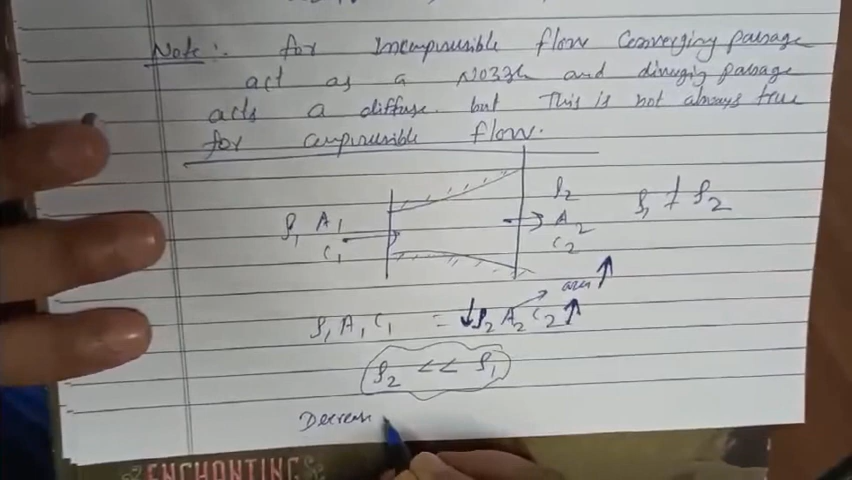 Note:- for Incompressible flow Converging passage
act as a Nozzle and diverging passage
acts a diffuse. but This is not always true
for compressible flow.
ρ1 A1 C1
ρ2 A2 C2
ρ1 ≠ ρ2
area ↑
ρ1 A1 C1 = ↓ρ2 A2 C2 ↑
ρ2 << ρ1
Decreas
ENCHANTING